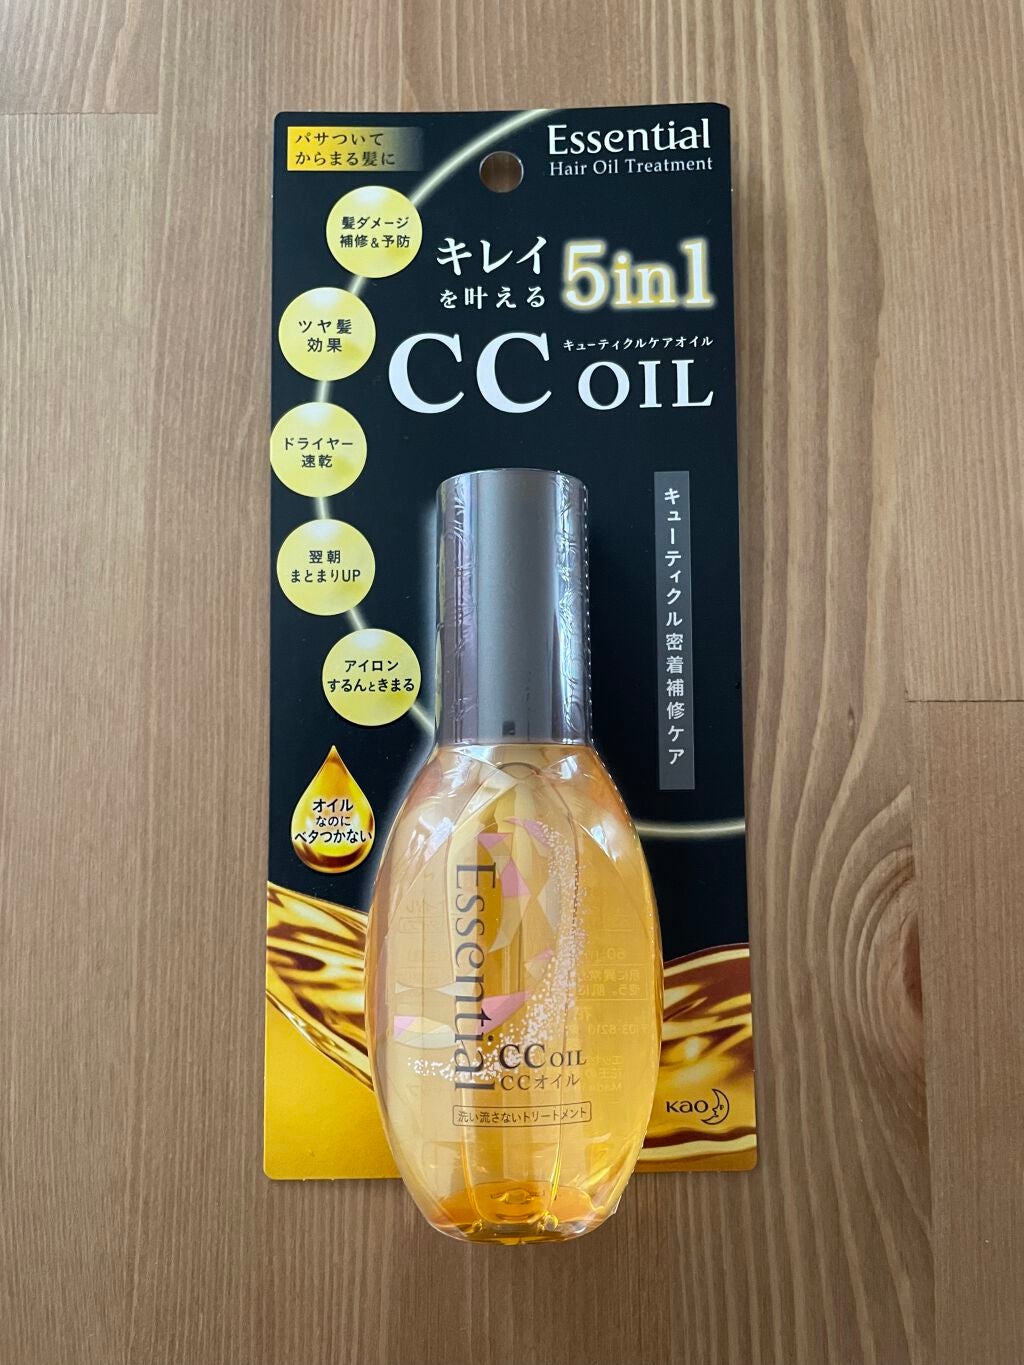 パサついて
からまる髪に
Essential
Hair Oil Treatment
髪ダメージ
補修&予防
キレイ
を叶える
5in1
ツヤ髪
効果
キューティクルケアオイル
CC OIL
ドライヤー
速乾
翌朝
まとまりUP
アイロン
するんときまる
キューティクル密着補修ケア
オイル
なのに
ベタつかない
Essential
CC OIL
CCオイル
洗い流さないトリートメント
Kao